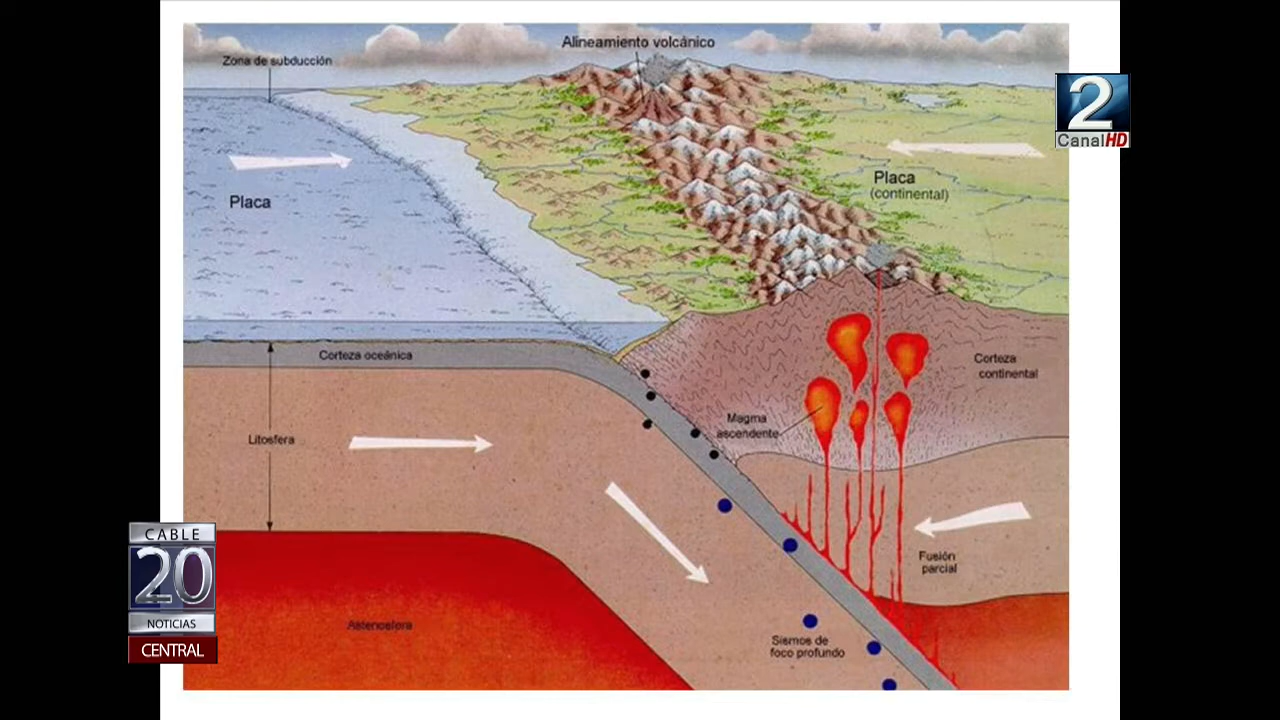 Alineamiento volcánico
Zona de subducción
2
Canal HD
Placa
Placa
(continental)
Corteza oceánica
Corteza
continental
Magma
ascendente
Litosfera
CABLE
20
NOTICIAS
CENTRAL
Fusión
parcial
Astenosfera
Sismos de
foco profundo